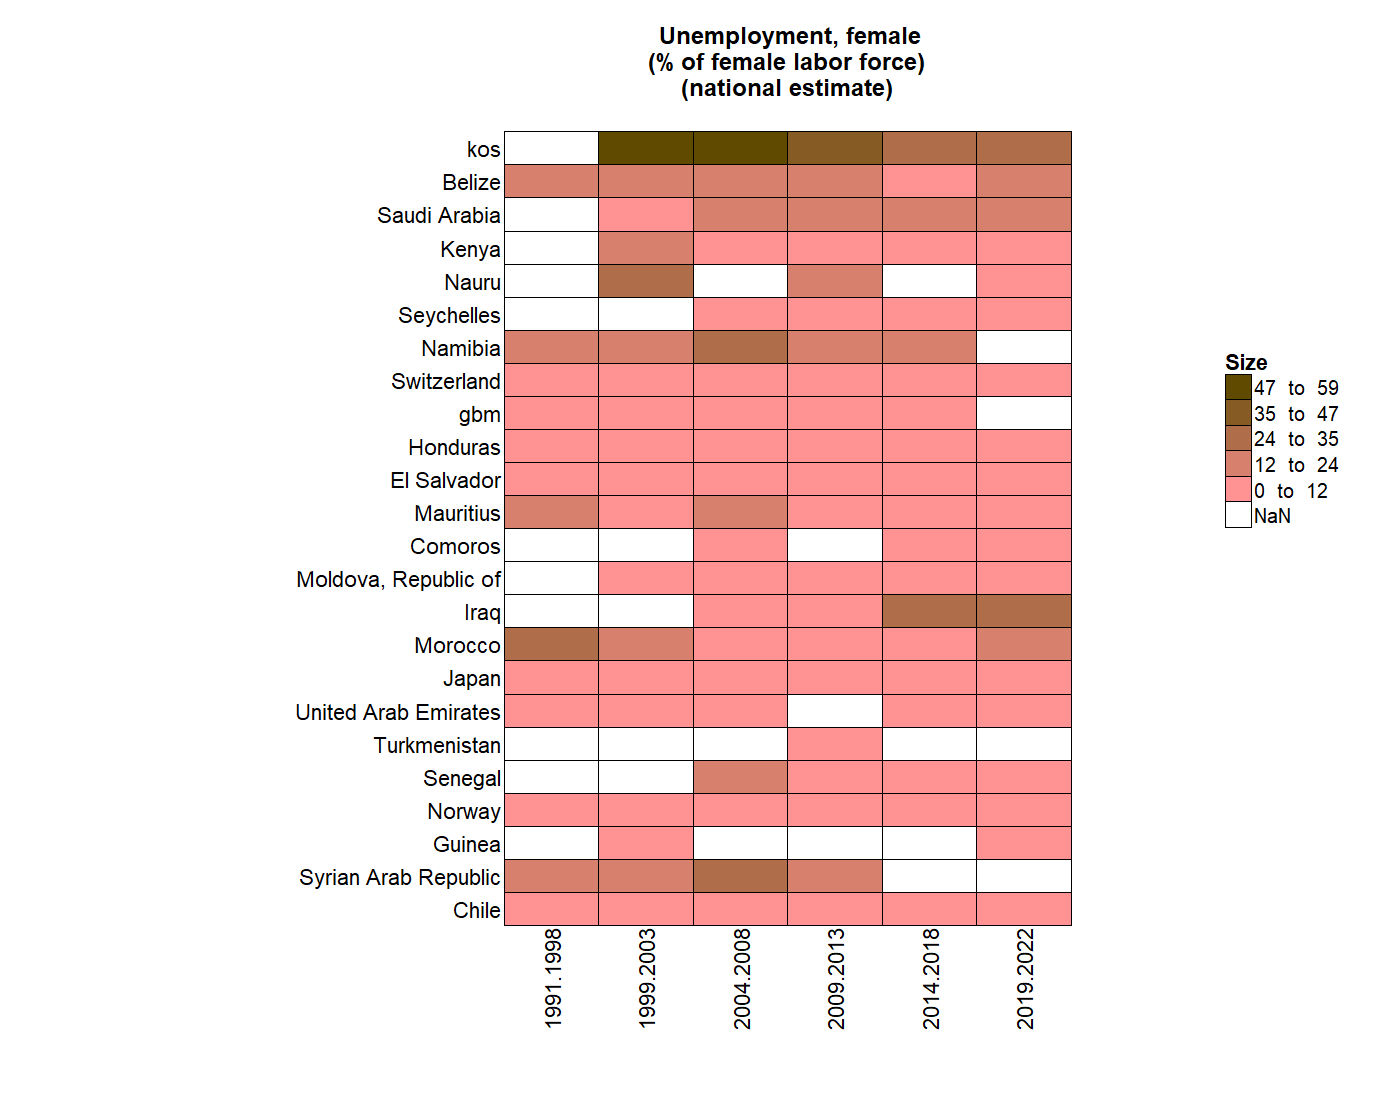 Unemployment, female
(% of female labor force)
(national estimate)
kos
Belize
Saudi Arabia
Kenya
Nauru
Seychelles
Namibia
Switzerland
gbm
Honduras
El Salvador
Mauritius
Comoros
Moldova, Republic of
Iraq
Morocco
Japan
United Arab Emirates
Turkmenistan
Senegal
Norway
Guinea
Syrian Arab Republic
Chile
1991.1998
1999.2003
2004.2008
2009.2013
2014.2018
2019.2022
Size
47 to 59
35 to 47
24 to 35
12 to 24
0 to 12
NaN